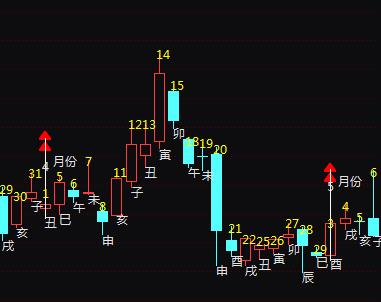 14
15
卯
1213
丑
寅
18 19 20
午 未
4 月份
7
11
子
31
5
6
29
30
1
8
子
未
午
亥
丑
巳
亥
戌
申
5 月份
6
4
27
28
3
5
21
22 25 26
29
戌
亥 子
酉
寅
卯
巳 酉
戌
丑
申
辰